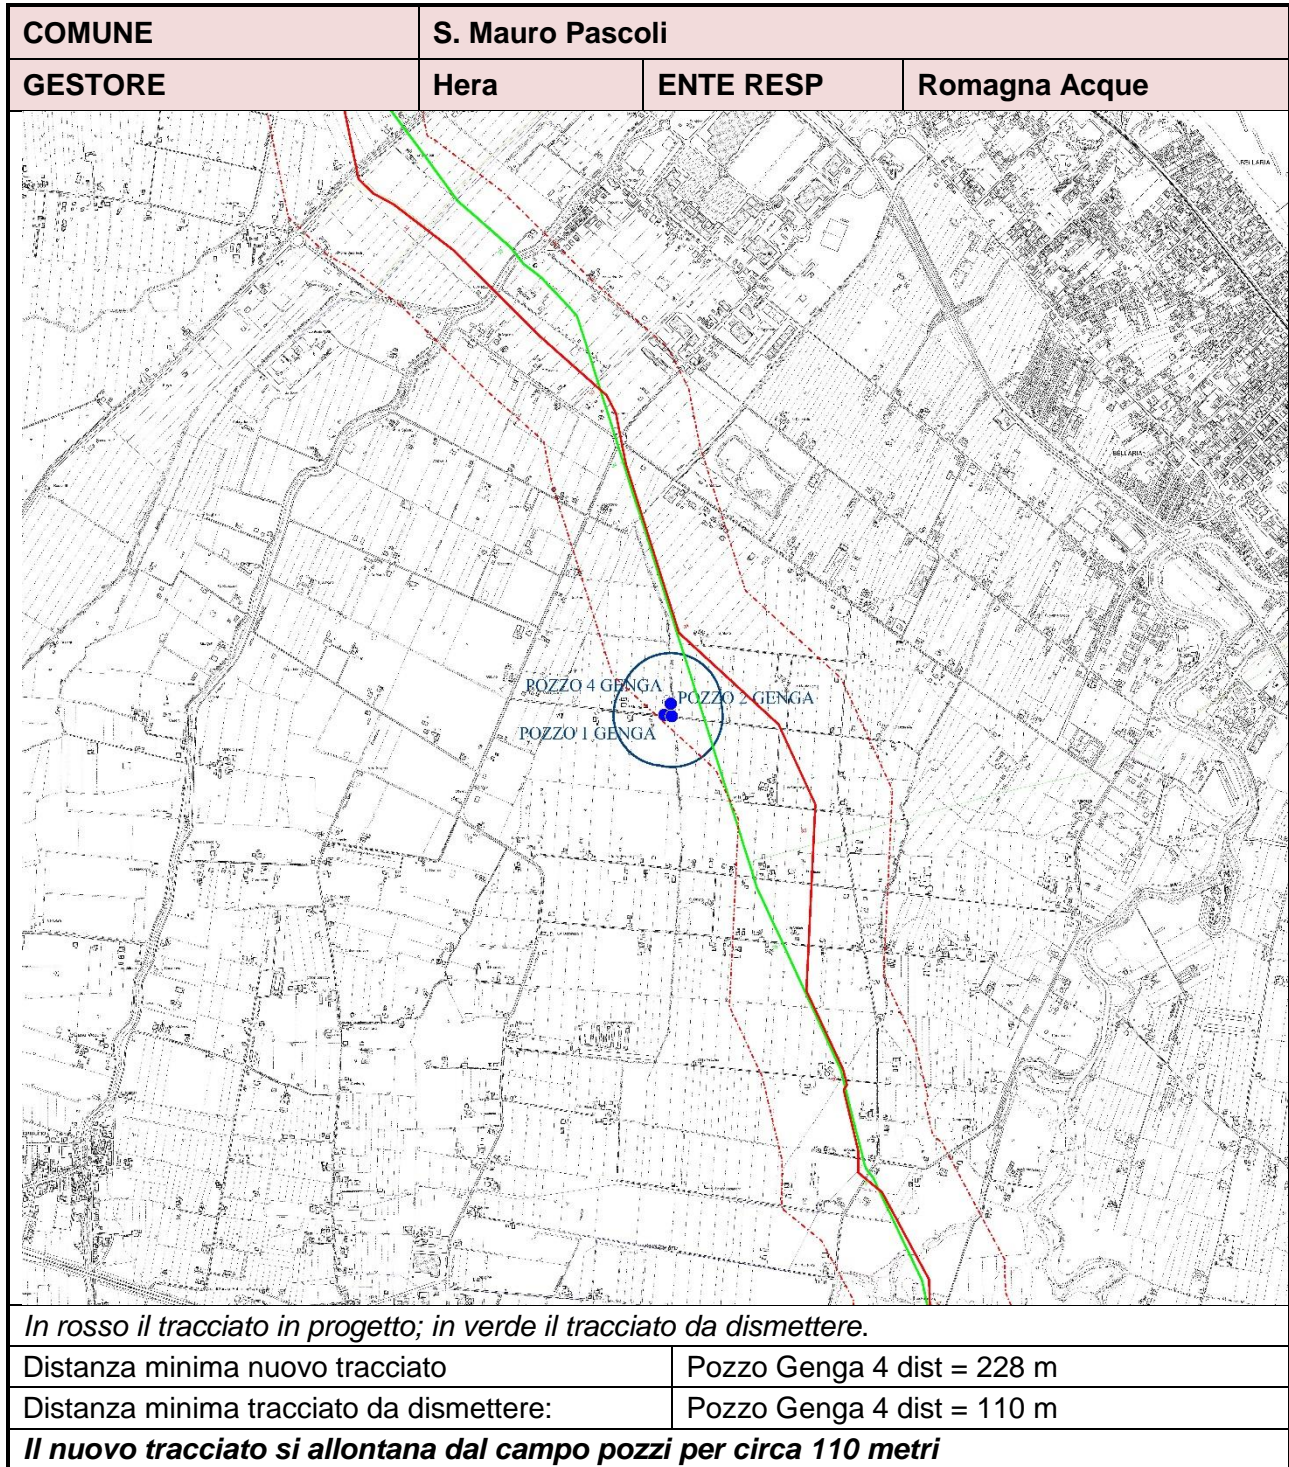 COMUNE S. Mauro Pascoli
GESTORE Hera ENTE RESP Romagna Acque
BELLARIA
BELLARIA
POZZO 4 GENGA
POZZO 2 GENGA
POZZO 1 GENGA
In rosso il tracciato in progetto; in verde il tracciato da dismettere.
Distanza minima nuovo tracciato Pozzo Genga 4 dist = 228 m
Distanza minima tracciato da dismettere: Pozzo Genga 4 dist = 110 m
Il nuovo tracciato si allontana dal campo pozzi per circa 110 metri